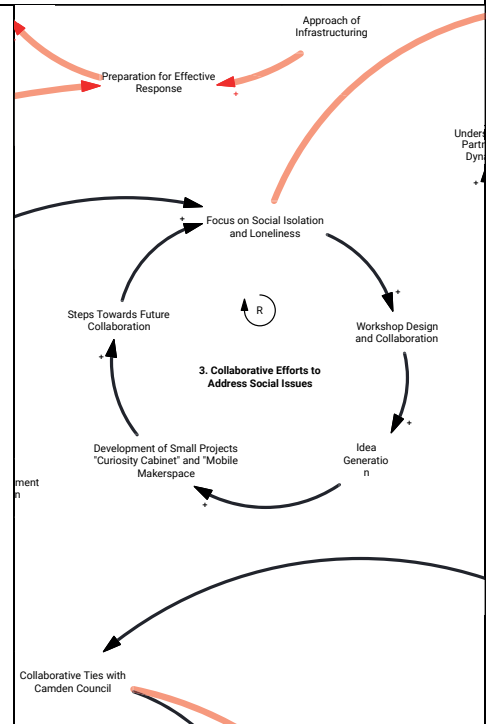 Approach of
Infrastructuring
Preparation for Effective
Response
+
Partn
+
Focus on Social Isolation
and Loneliness
+
R
+
Steps Towards Future
Collaboration
Workshop Design
and Collaboration
+
3. Collaborative Efforts to
Address Social Issues
+
Development of Small Projects
"Curiosity Cabinet" and "Mobile
Makerspace
Idea
Generatio
n
+
ment
n
Collaborative Ties with
Camden Council